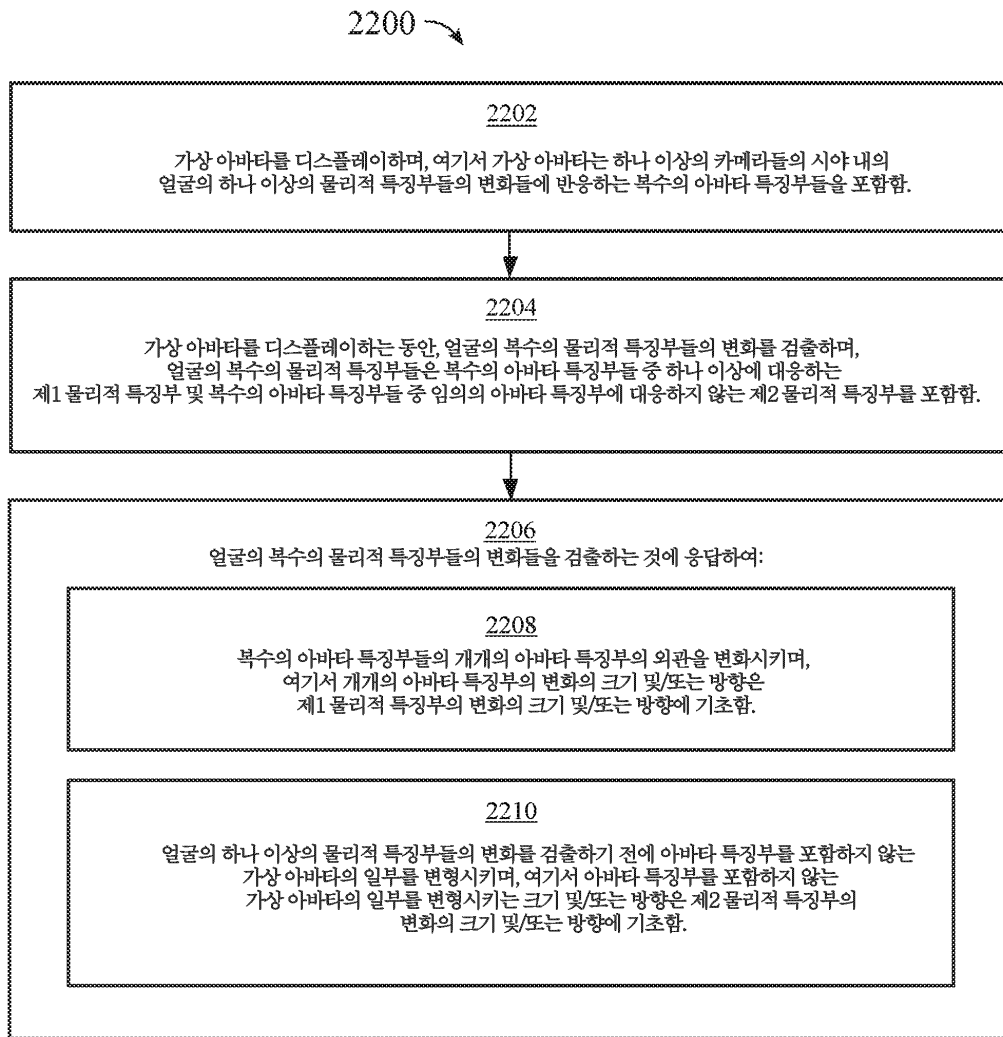 2200
2202
가상 아바타를 디스플레이하며, 여기서 가상 아바타는 하나 이상의 카메라들의 시야 내의
얼굴의 하나 이상의 물리적 특징부들의 변화들에 반응하는 복수의 아바타 특징부들을 포함함.
2204
가상 아바타를 디스플레이하는 동안, 얼굴의 복수의 물리적 특징부들의 변화를 검출하며,
얼굴의 복수의 물리적 특징부들은 복수의 아바타 특징부들 중 하나 이상에 대응하는
제1 물리적 특징부 및 복수의 아바타 특징부들 중 임의의 아바타 특징부에 대응하지 않는 제2 물리적 특징부를 포함함.
2206
얼굴의 복수의 물리적 특징부들의 변화들을 검출하는 것에 응답하여:
2208
복수의 아바타 특징부들의 개개의 아바타 특징부의 외관을 변화시키며,
여기서 개개의 아바타 특징부의 변화의 크기 및/또는 방향은
제1 물리적 특징부의 변화의 크기 및/또는 방향에 기초함.
2210
얼굴의 하나 이상의 물리적 특징부들의 변화를 검출하기 전에 아바타 특징부를 포함하지 않는
가상 아바타의 일부를 변형시키며, 여기서 아바타 특징부를 포함하지 않는
가상 아바타의 일부를 변형시키는 크기 및/또는 방향은 제2 물리적 특징부의
변화의 크기 및/또는 방향에 기초함.